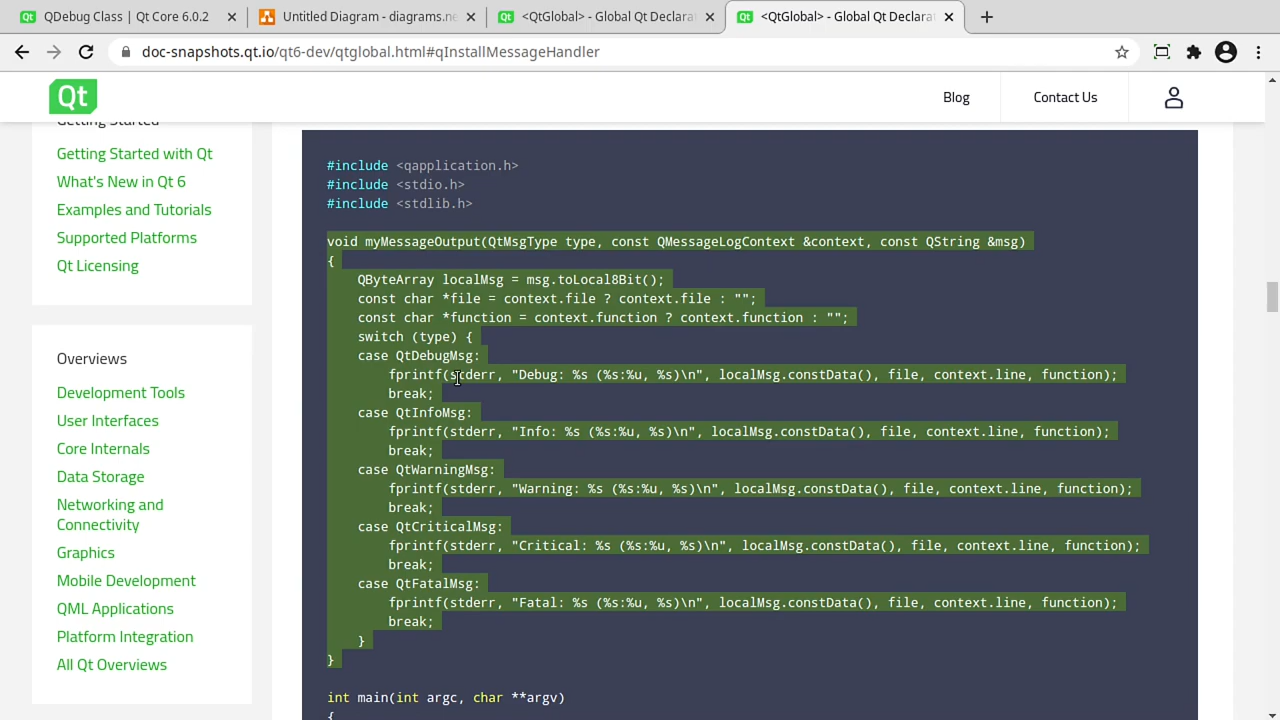 QDebug Class | Qt Core 6.0.2
Untitled Diagram - diagrams.ne
<QtGlobal> - Global Qt Declarat
<QtGlobal> - Global Qt Declarat
doc-snapshots.qt.io/qt6-dev/qtglobal.html#qInstallMessageHandler
Qt
Blog
Contact Us
Getting Started
Getting Started with Qt
What's New in Qt 6
Examples and Tutorials
Supported Platforms
Qt Licensing
Overviews
Development Tools
User Interfaces
Core Internals
Data Storage
Networking and
Connectivity
Graphics
Mobile Development
QML Applications
Platform Integration
All Qt Overviews
#include <qapplication.h>
#include <stdio.h>
#include <stdlib.h>
void myMessageOutput(QtMsgType type, const QMessageLogContext &context, const QString &msg)
{
QByteArray localMsg = msg.toLocal8Bit();
const char *file = context.file ? context.file : "";
const char *function = context.function ? context.function : "";
switch (type) {
case QtDebugMsg:
fprintf(stderr, "Debug: %s (%s:%u, %s)\n", localMsg.constData(), file, context.line, function);
break;
case QtInfoMsg:
fprintf(stderr, "Info: %s (%s:%u, %s)\n", localMsg.constData(), file, context.line, function);
break;
case QtWarningMsg:
fprintf(stderr, "Warning: %s (%s:%u, %s)\n", localMsg.constData(), file, context.line, function);
break;
case QtCriticalMsg:
fprintf(stderr, "Critical: %s (%s:%u, %s)\n", localMsg.constData(), file, context.line, function);
break;
case QtFatalMsg:
fprintf(stderr, "Fatal: %s (%s:%u, %s)\n", localMsg.constData(), file, context.line, function);
break;
}
}
int main(int argc, char **argv)
{